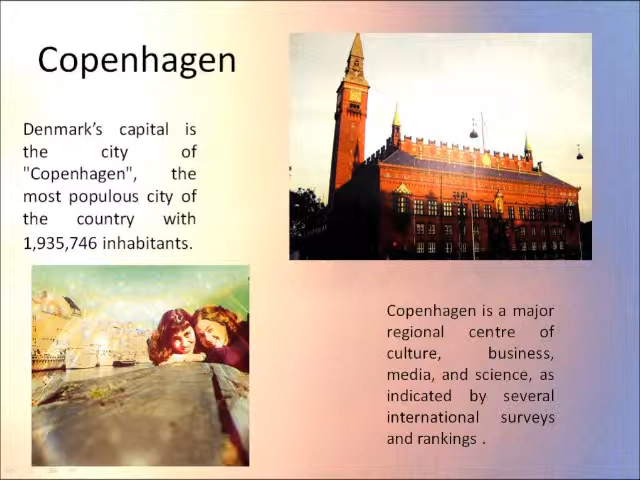 Copenhagen
Denmark’s capital is
the city of
"Copenhagen", the
most populous city of
the country with
1,935,746 inhabitants.
Copenhagen is a major
regional centre of
culture, business,
media, and science, as
indicated by several
international surveys
and rankings .